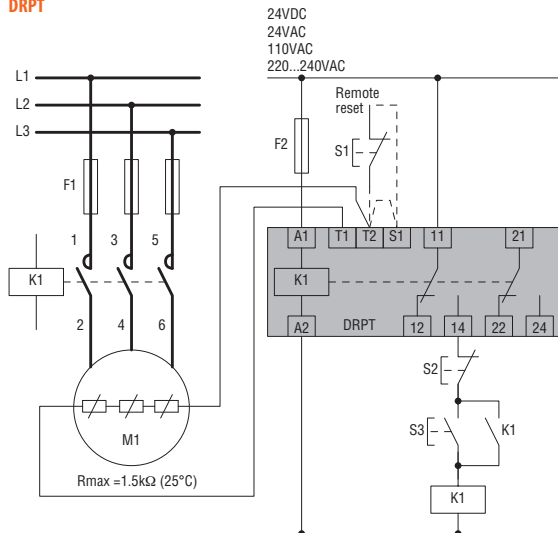 DRPT
24VDC
24VAC
110VAC
220...240VAC
L1
L2
L3
Remote
reset
F1
F2
S1
1 3 5
A1 T1 T2 S1 11 21
K1
K1
2 4 6
A2 DRPT 12 14 22 24
M1
S2
S3 K1
Rmax =1.5kΩ (25°C)
K1